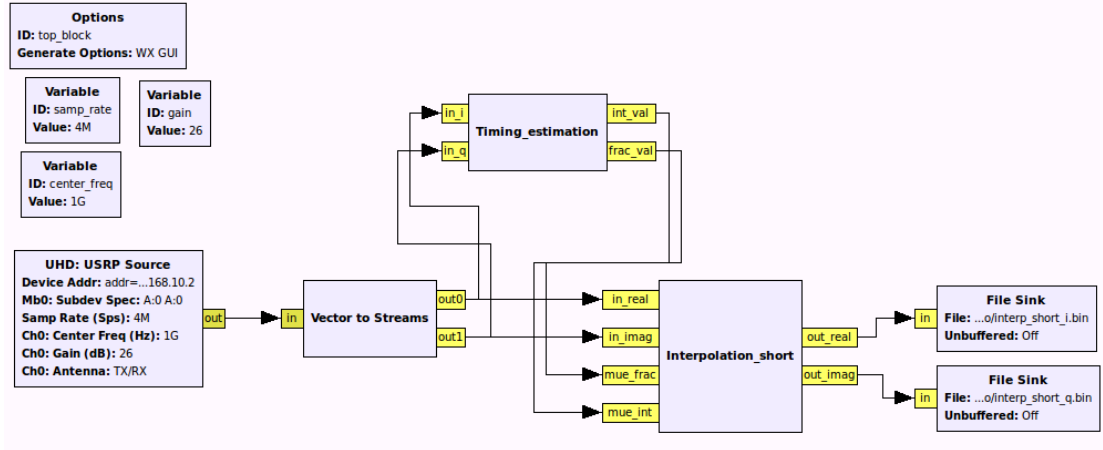 Options
ID: top_block
Generate Options: WX GUI
Variable
ID: samp_rate
Value: 4M
Variable
ID: gain
Value: 26
Variable
ID: center_freq
Value: 1G
in_i
in_q
Timing_estimation
int_val
frac_val
UHD: USRP Source
Device Addr: addr=...168.10.2
Mb0: Subdev Spec: A:0 A:0
Samp Rate (Sps): 4M
Ch0: Center Freq (Hz): 1G
Ch0: Gain (dB): 26
Ch0: Antenna: TX/RX
out
in
Vector to Streams
out0
out1
in_real
in_imag
mue_frac
mue_int
Interpolation_short
out_real
out_imag
in
File Sink
File: ...o/interp_short_i.bin
Unbuffered: Off
in
File Sink
File: ...o/interp_short_q.bin
Unbuffered: Off